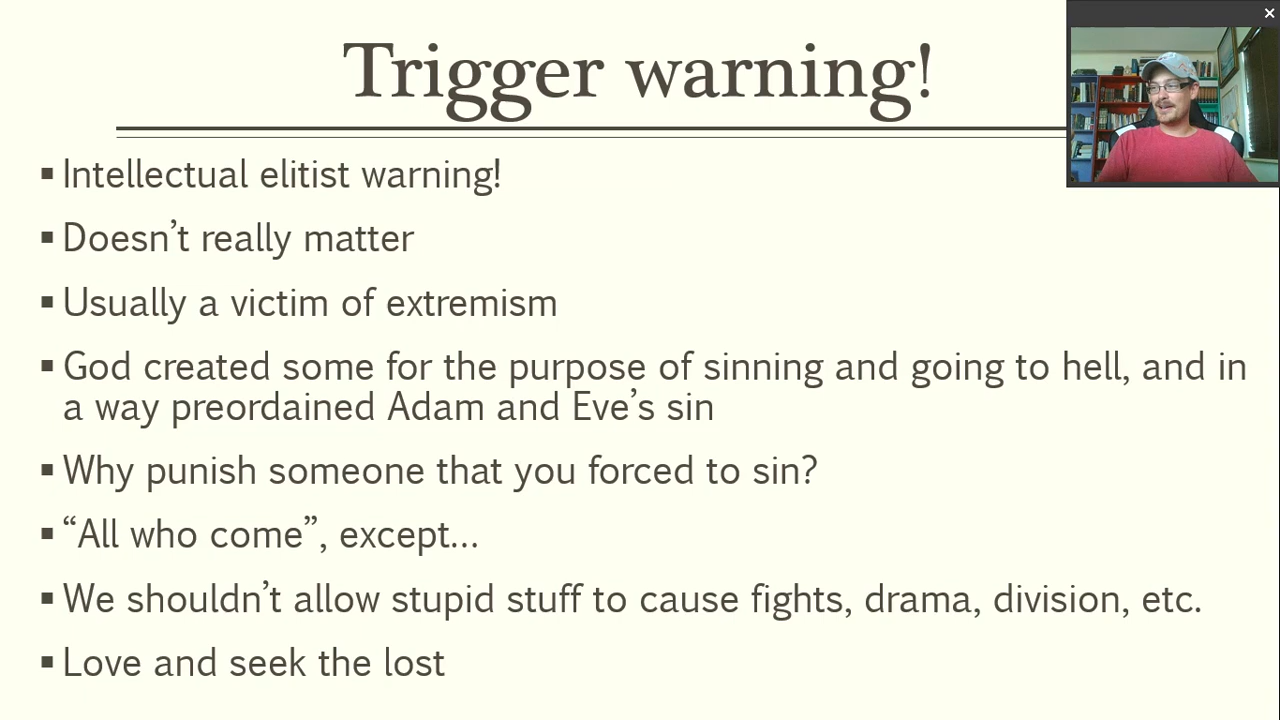 Trigger warning!
Intellectual elitist warning!
Doesn’t really matter
Usually a victim of extremism
God created some for the purpose of sinning and going to hell, and in
a way preordained Adam and Eve’s sin
Why punish someone that you forced to sin?
“All who come”, except...
We shouldn’t allow stupid stuff to cause fights, drama, division, etc.
Love and seek the lost